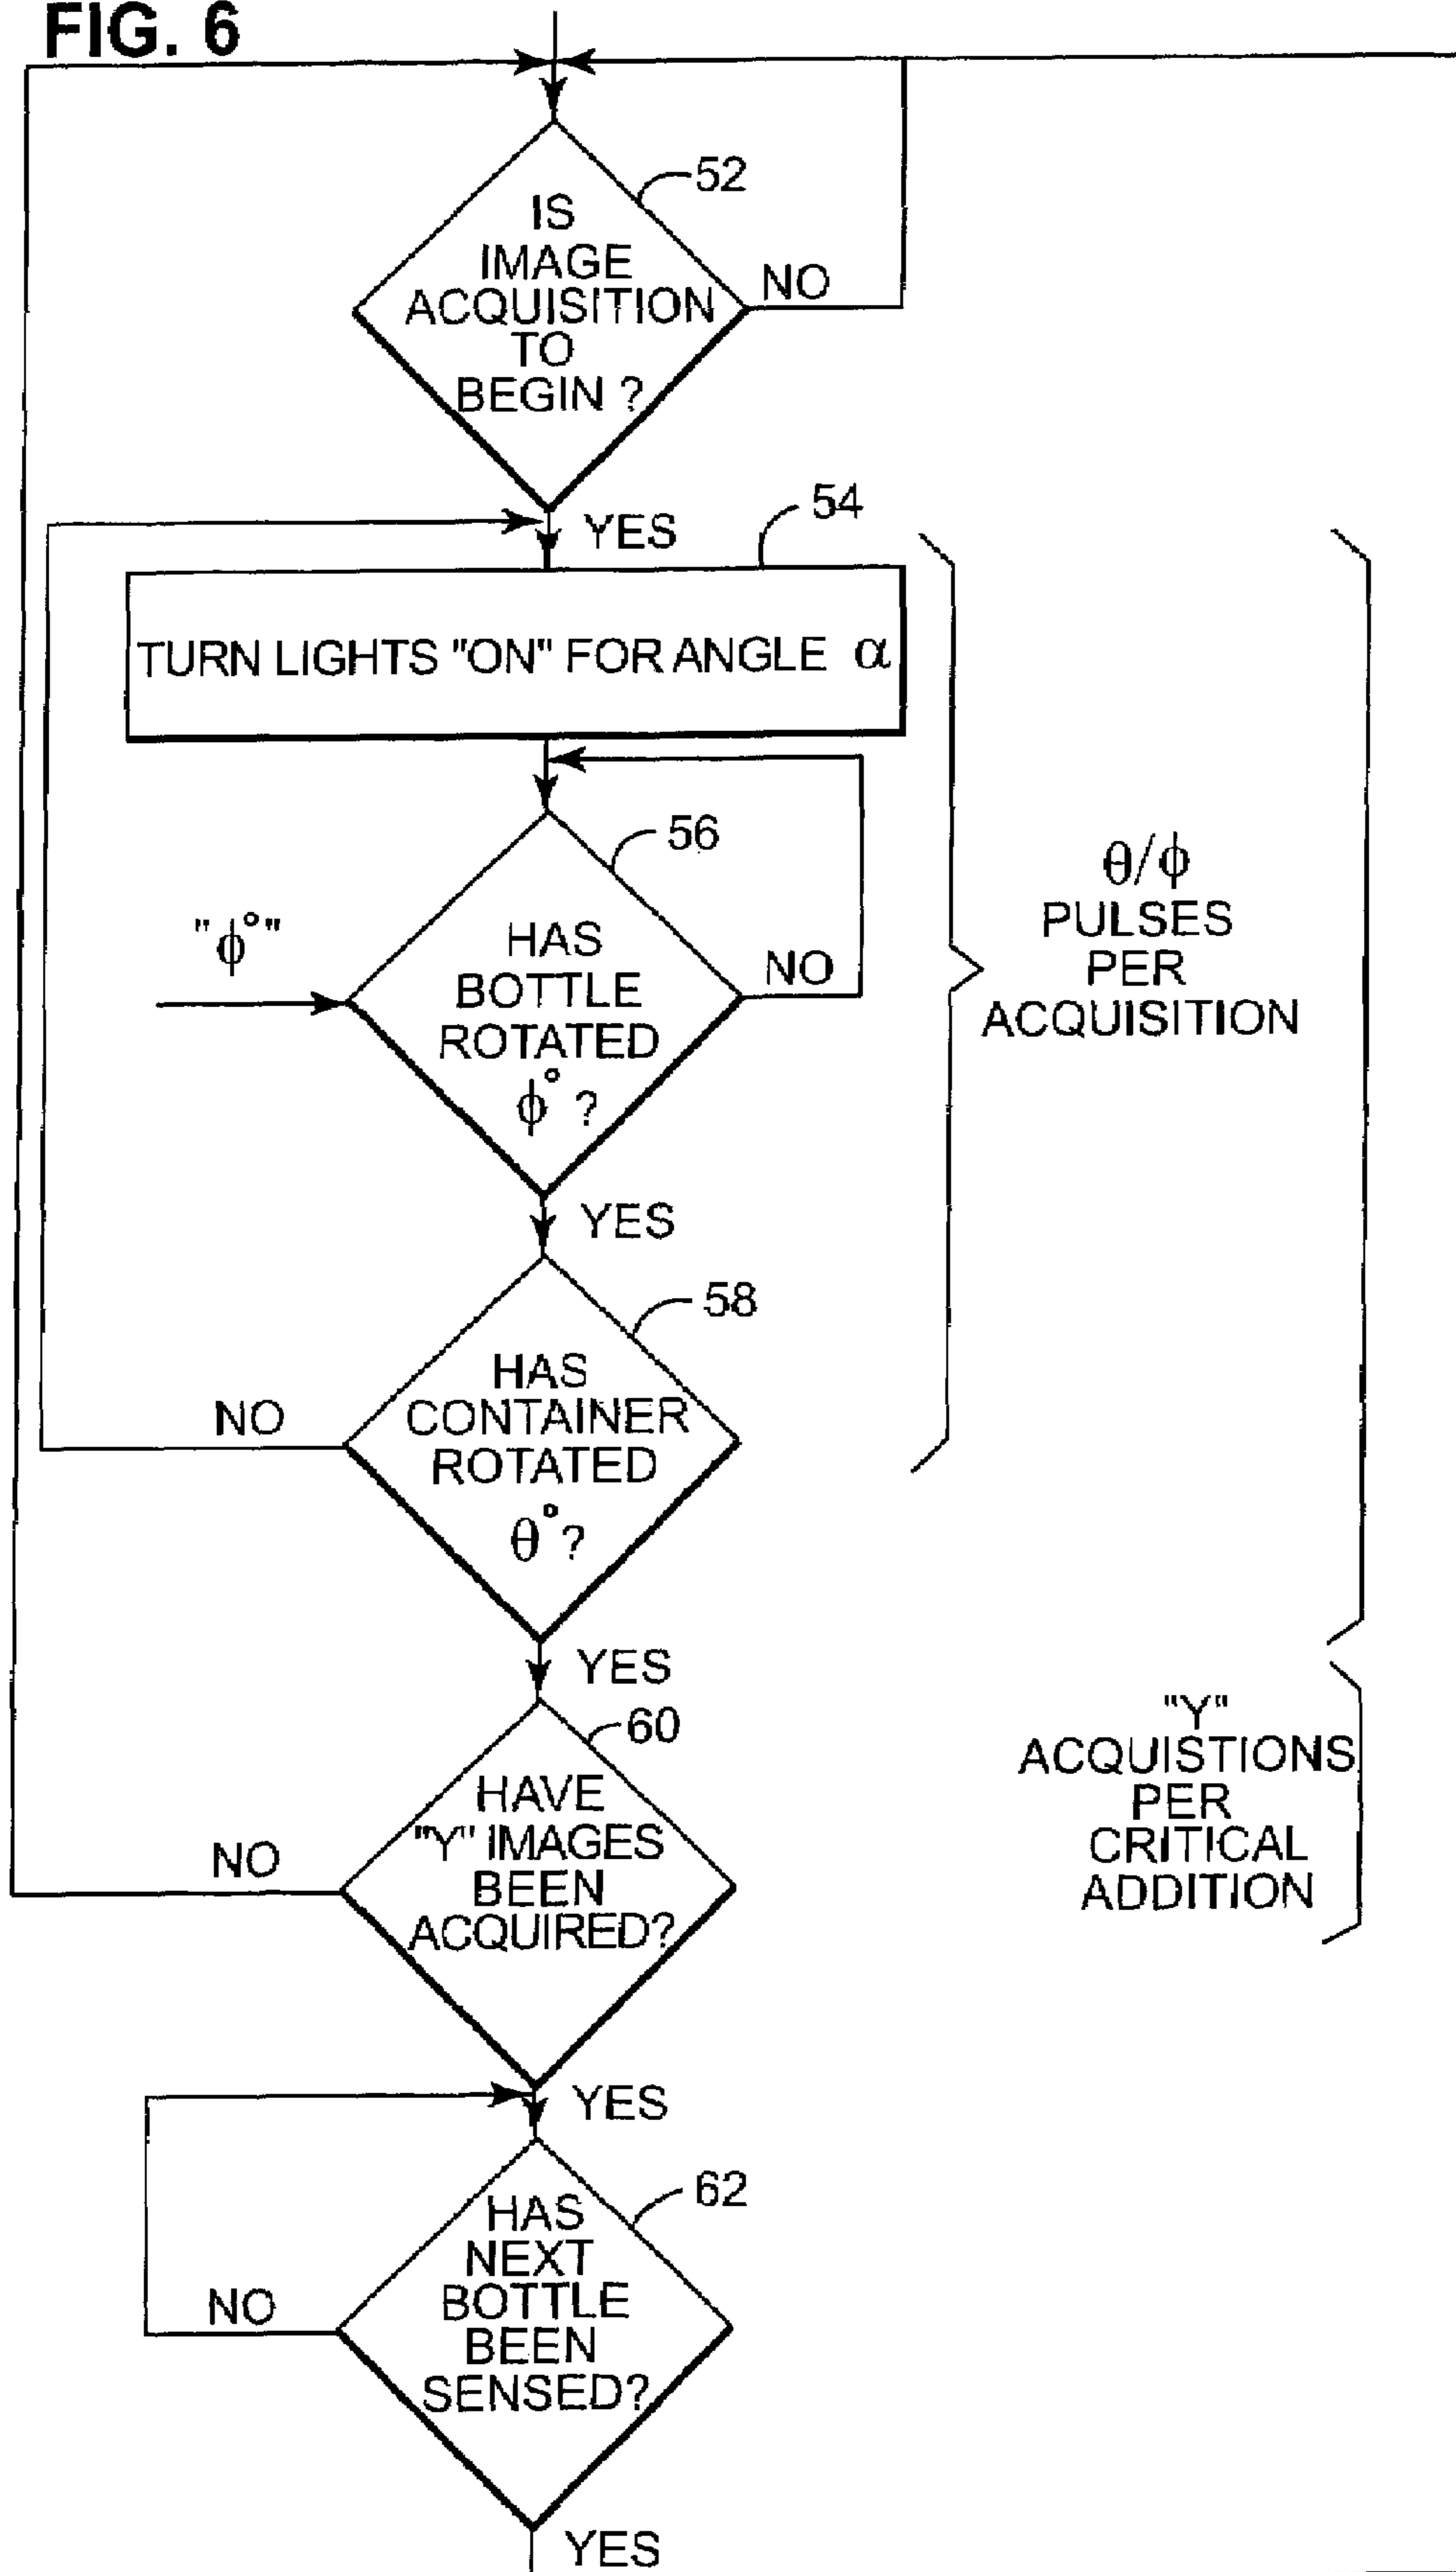 FIG. 6
52
IS
IMAGE
ACQUISITION
TO
BEGIN ?
NO
YES
54
TURN LIGHTS "ON" FOR ANGLE α
56
"ϕ°"
HAS
BOTTLE
ROTATED
ϕ° ?
NO
θ/ϕ
PULSES
PER
ACQUISITION
YES
58
HAS
CONTAINER
ROTATED
θ° ?
NO
YES
60
HAVE
"Y" IMAGES
BEEN
ACQUIRED?
NO
"Y"
ACQUISTIONS
PER
CRITICAL
ADDITION
YES
62
HAS
NEXT
BOTTLE
BEEN
SENSED?
NO
YES